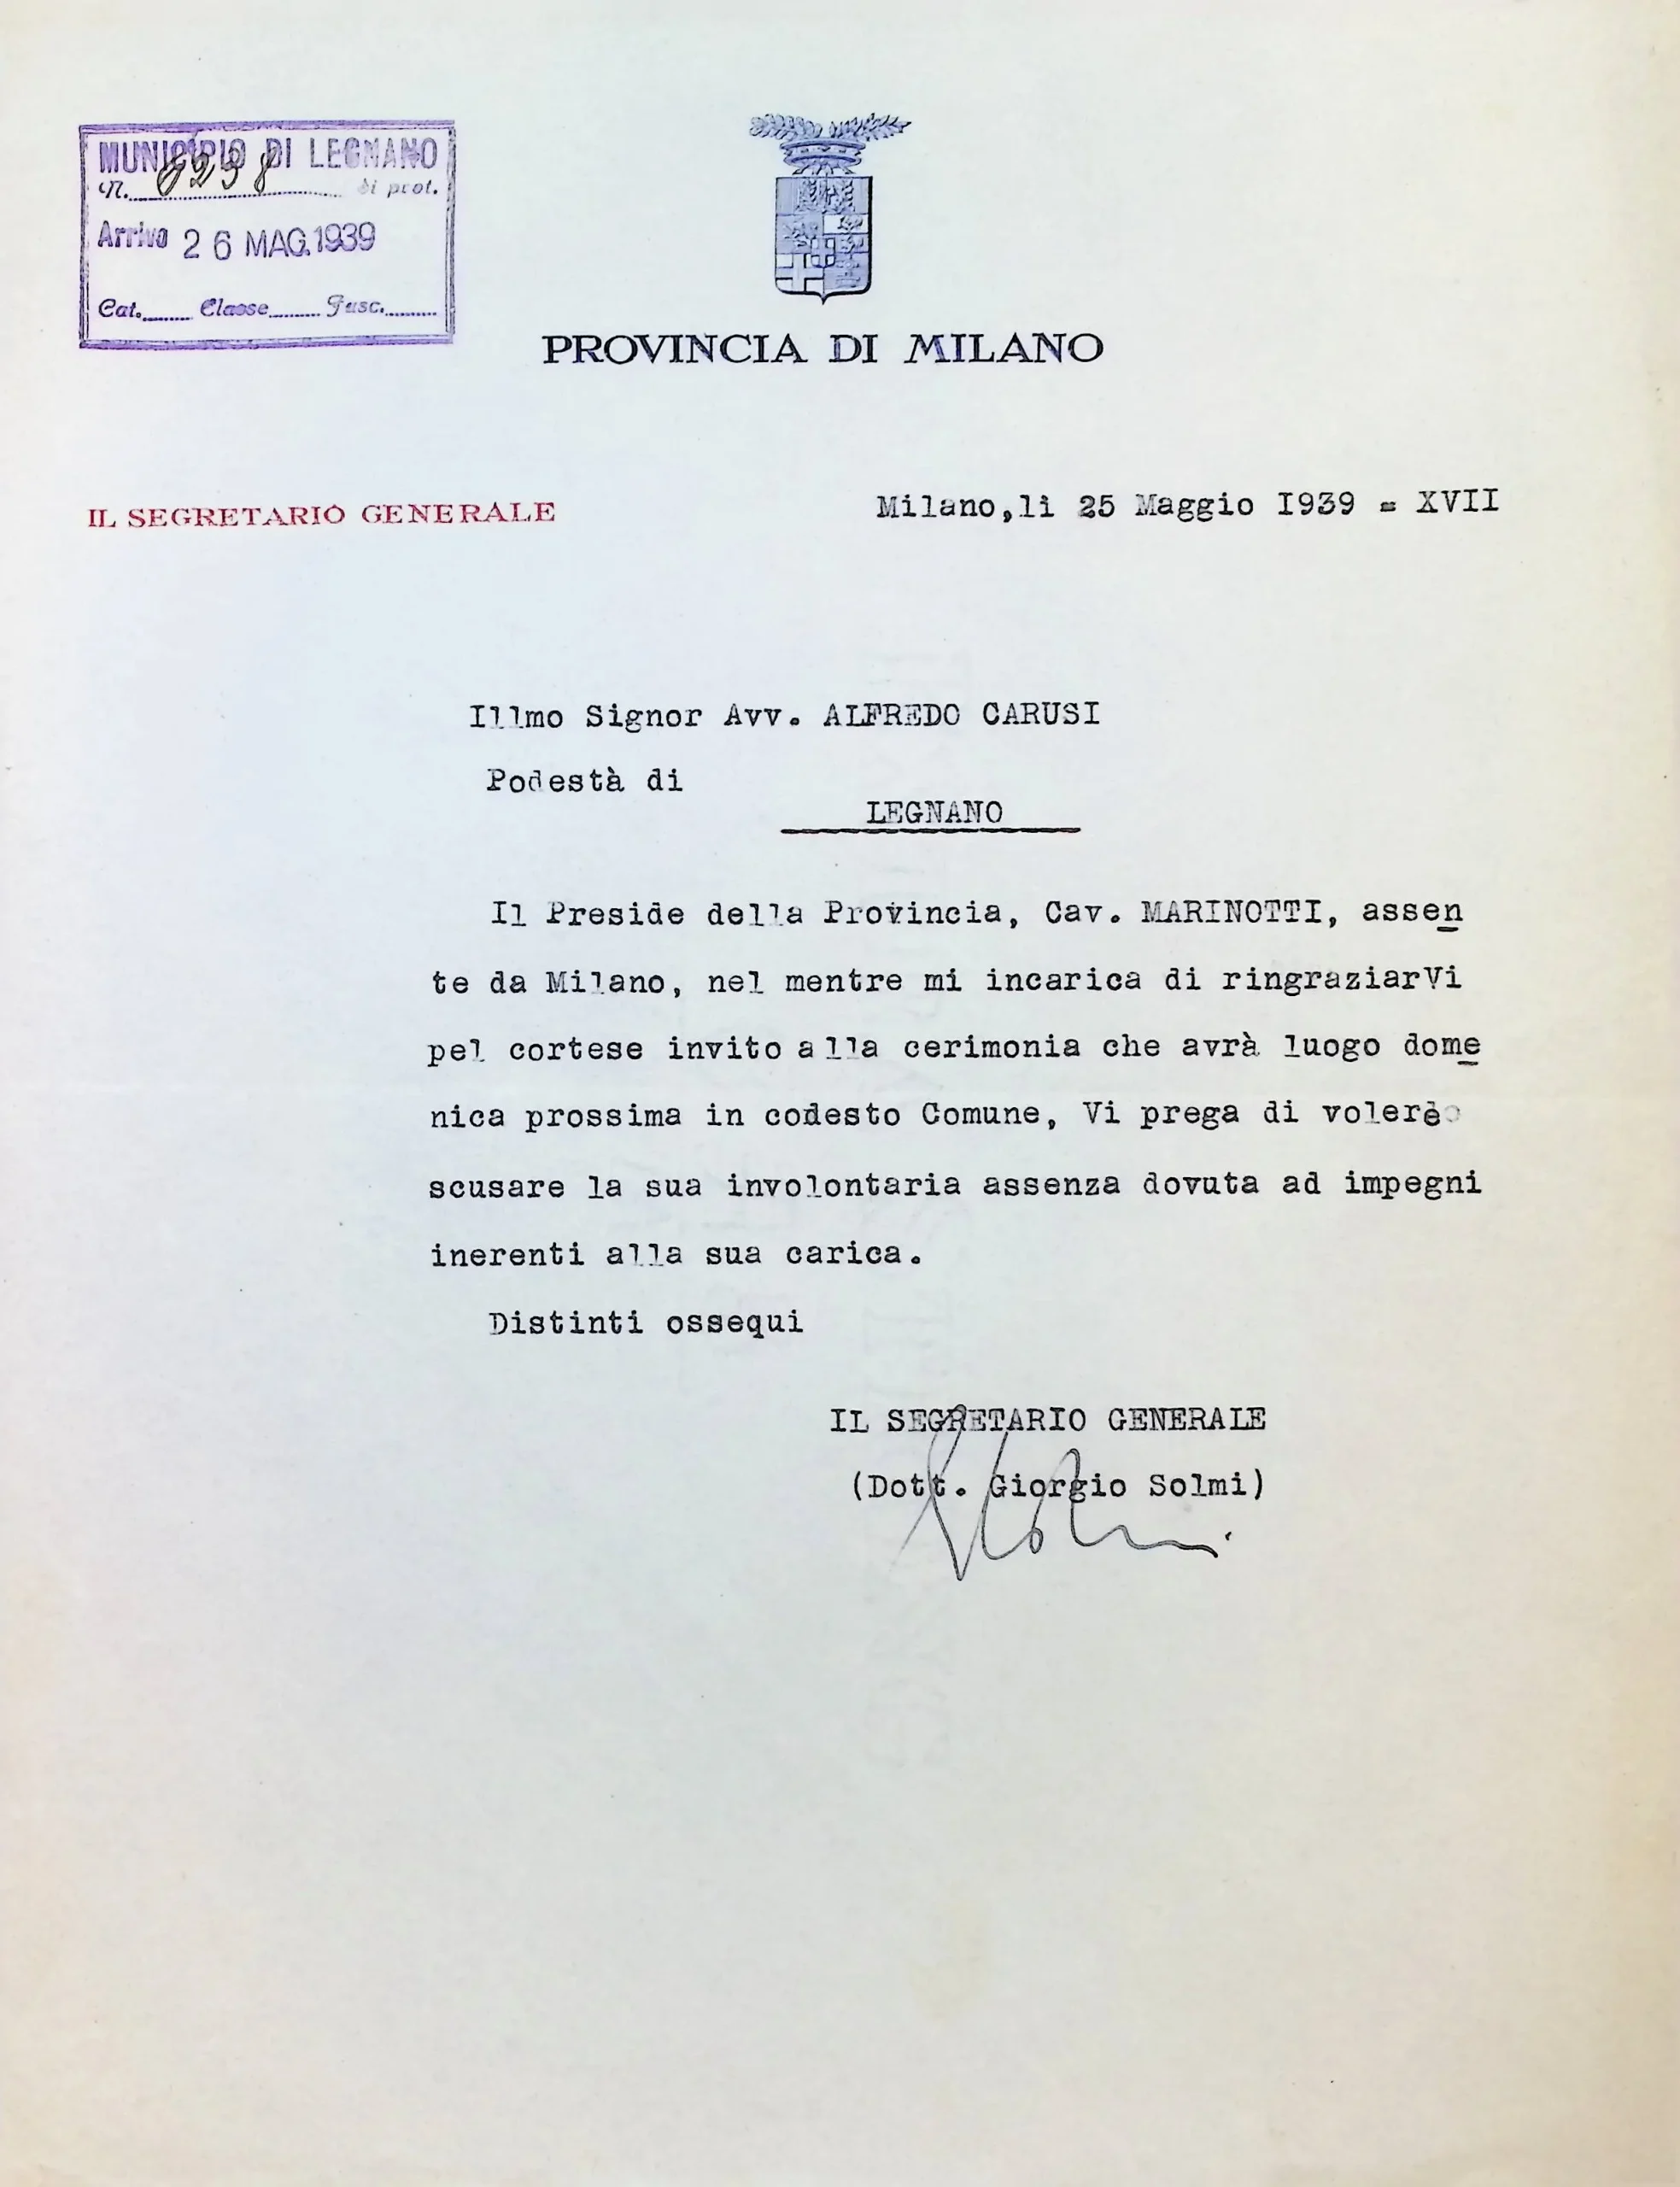 MUNICIPIO DI LEGNANO
N. 6238 di prot.
Arrivo 26 MAG. 1939
Cat. Classe Fasc.
PROVINCIA DI MILANO
IL SEGRETARIO GENERALE
Milano,lì 25 Maggio I939 = XVII
Illmo Signor Avv. ALFREDO CARUSI
Podestà di
LEGNANO
Il Preside della Provincia, Cav. MARINOTTI, assen
te da Milano, nel mentre mi incarica di ringraziarVi
pel cortese invito alla cerimonia che avrà luogo dome
nica prossima in codesto Comune, Vi prega di volere
scusare la sua involontaria assenza dovuta ad impegni
inerenti alla sua carica.
Distinti ossequi
IL SEGRETARIO GENERALE
(Dott. Giorgio Solmi)
GSolmi